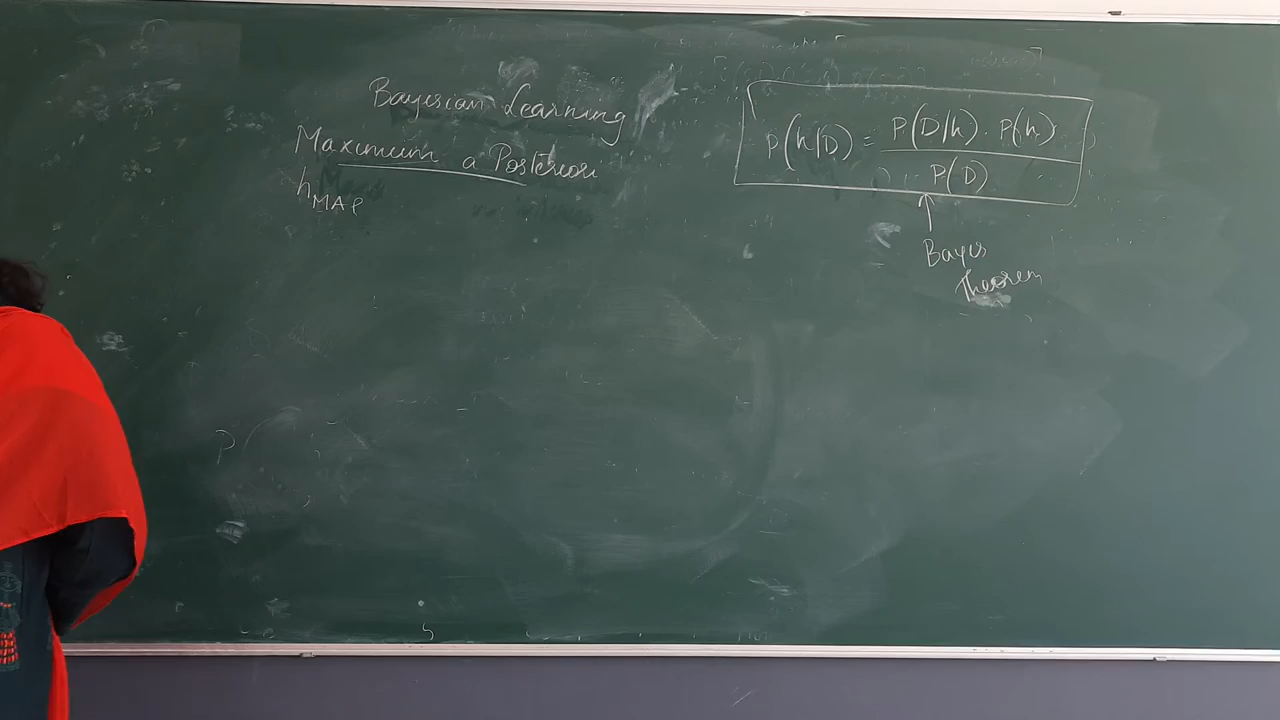 Bayesian Learning
Maximum a Posteriori
hMAP
P(h/D) = P(D/h) . P(h)
P(D)
↑
Bayes
Theorem